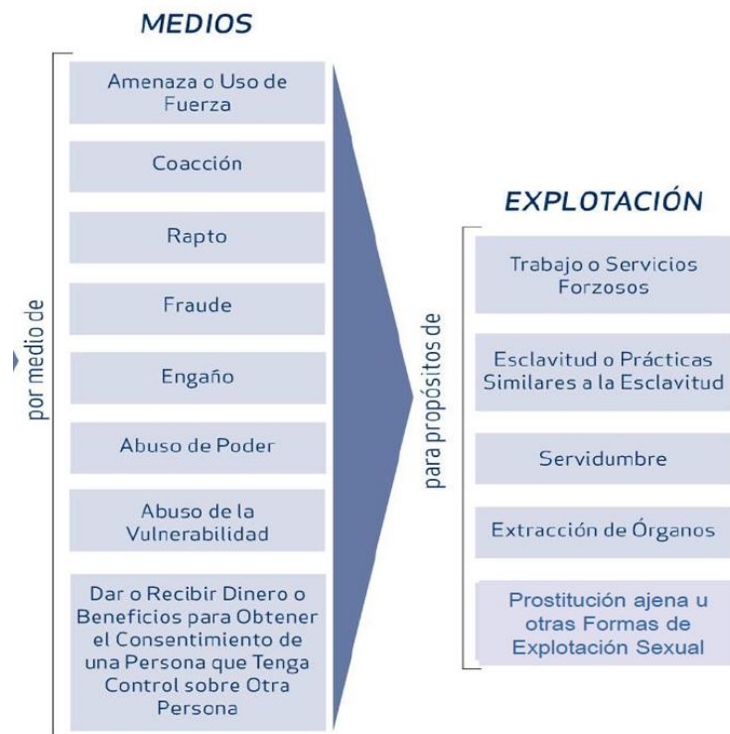 MEDIOS
por medio de
Amenaza o Uso de
Fuerza
Coacción
Rapto
Fraude
Engaño
Abuso de Poder
Abuso de la
Vulnerabilidad
Dar o Recibir Dinero o
Beneficios para Obtener
el Consentimiento de
una Persona que Tenga
Control sobre Otra
Persona
para propósitos de
EXPLOTACIÓN
Trabajo o Servicios
Forzosos
Esclavitud o Prácticas
Similares a la Esclavitud
Servidumbre
Extracción de Órganos
Prostitución ajena u
otras Formas de
Explotación Sexual